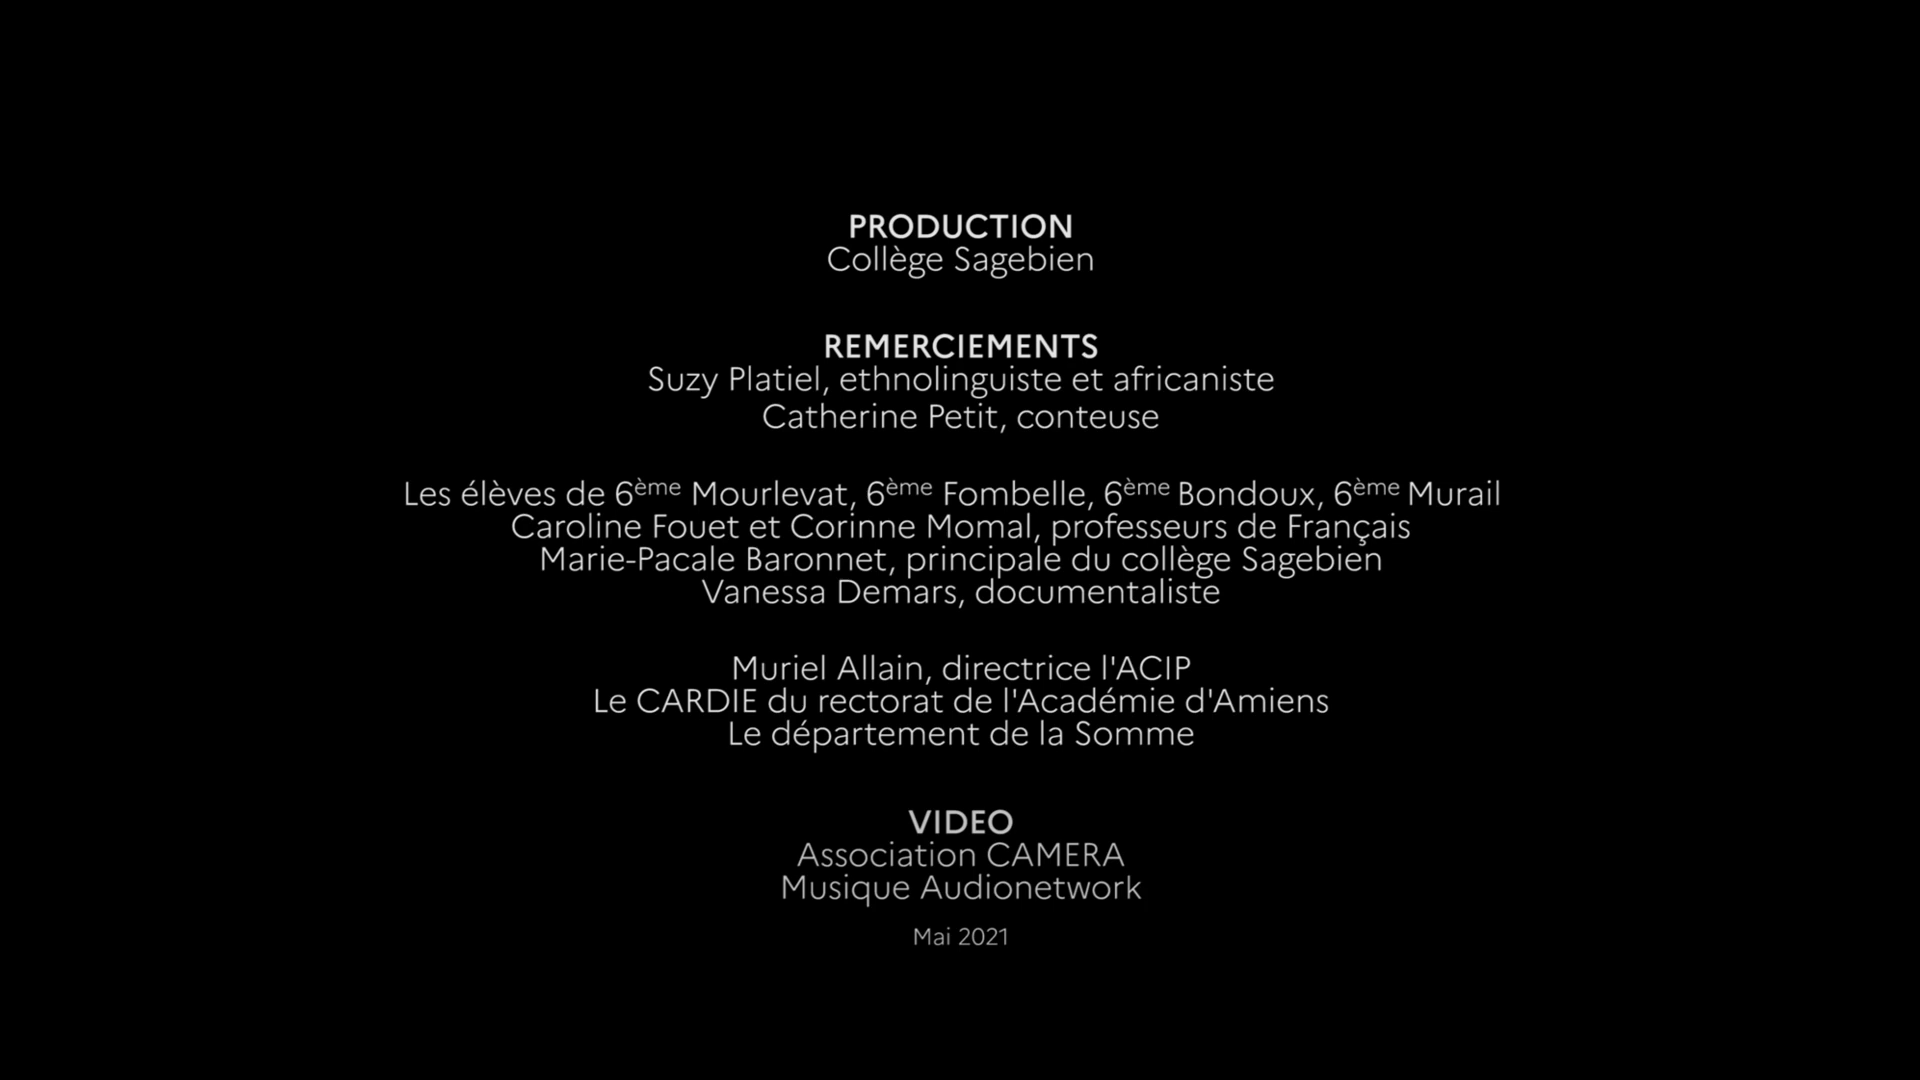 PRODUCTION
Collège Sagebien
REMERCIEMENTS
Suzy Platiel, ethnolinguiste et africaniste
Catherine Petit, conteuse
Les élèves de 6ème Mourlevat, 6ème Fombelle, 6ème Bondoux, 6ème Murail
Caroline Fouet et Corinne Momal, professeurs de Français
Marie-Pacale Baronnet, principale du collège Sagebien
Vanessa Demars, documentaliste
Muriel Allain, directrice l'ACIP
Le CARDIE du rectorat de l'Académie d'Amiens
Le département de la Somme
VIDEO
Association CAMERA
Musique Audionetwork
Mai 2021